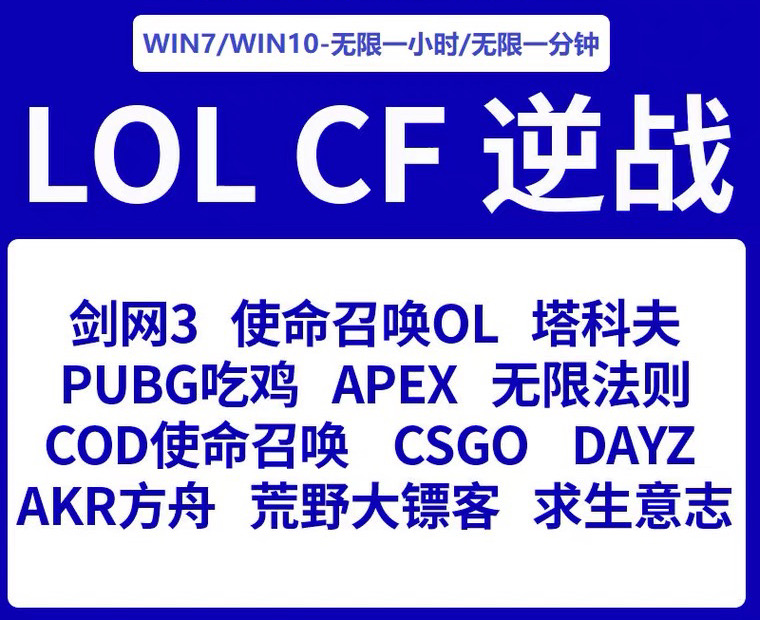 WIN7/WIN10-无限一小时/无限一分钟
LOL CF 逆战
剑网3 使命召唤OL 塔科夫
PUBG吃鸡 APEX 无限法则
COD使命召唤 CSGO DAYZ
AKR方舟 荒野大镖客 求生意志